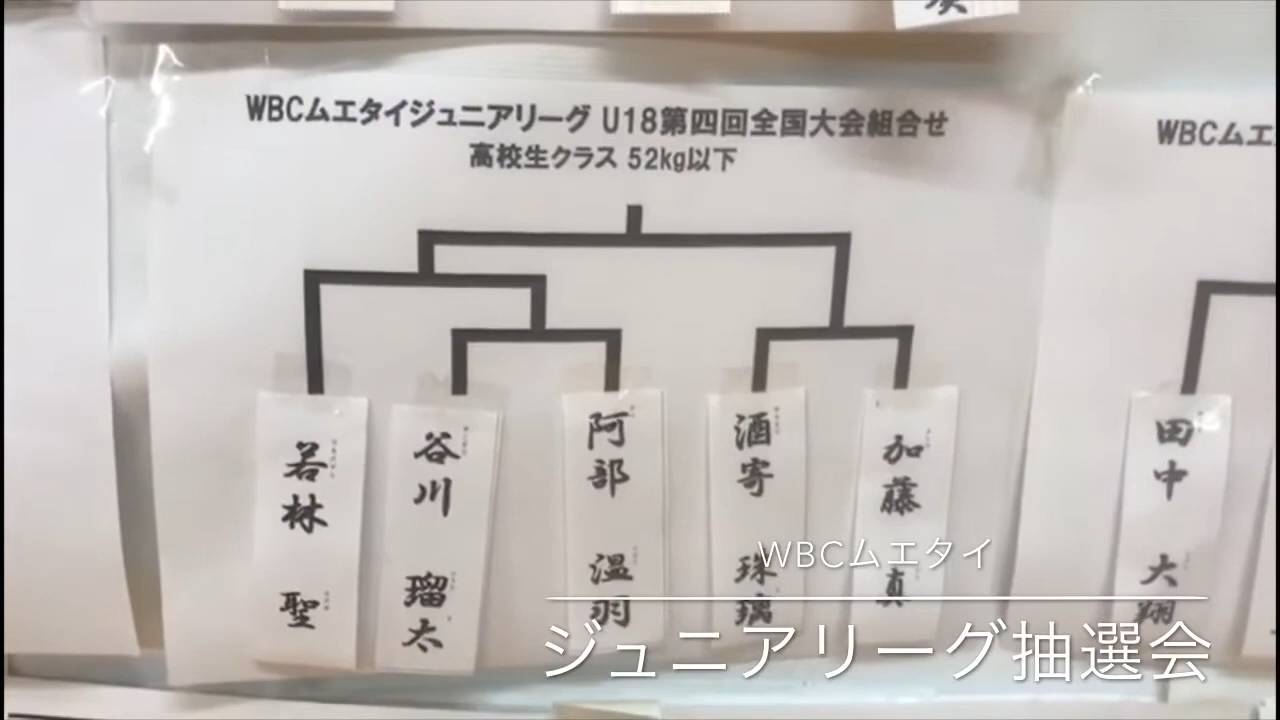 WBCムエタイジュニアリーグ U18第四回全国大会組合せ
高校生クラス 52kg以下
WBCムエ
若林 聖
谷川 瑠太
阿部 温羽
酒寄 珠璃
加藤 真
田中 大翔
WBCムエタイ
ジュニアリーグ抽選会